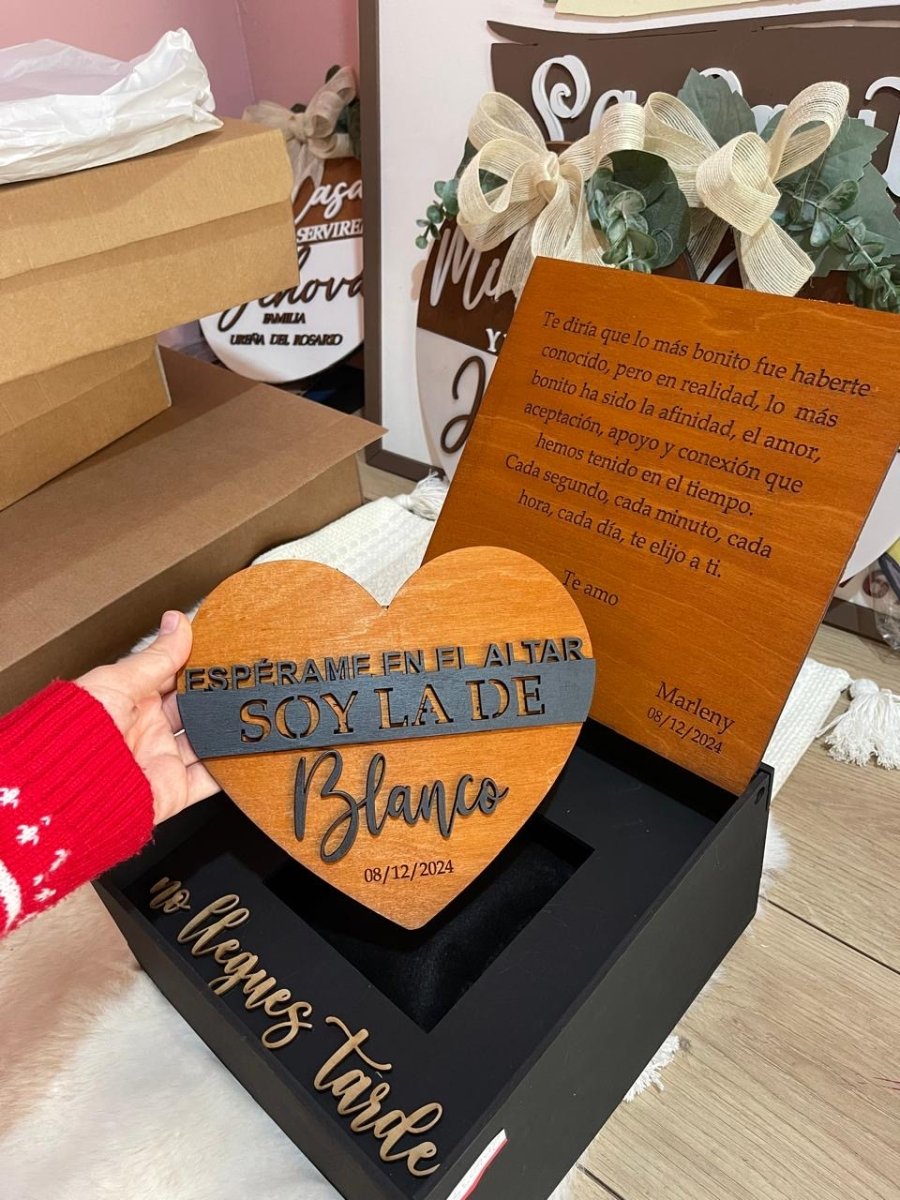 Casa
SERVIRE
Jehová
FAMILIA
UREÑA DEL ROSARIO
Te diría que lo más bonito fue haberte
conocido, pero en realidad, lo más
bonito ha sido la afinidad, el amor,
aceptación, apoyo y conexión que
hemos tenido en el tiempo.
Cada segundo, cada minuto, cada
hora, cada día, te elijo a ti.
Te amo
Marleny
08/12/2024
ESPÉRAME EN EL ALTAR
SOY LA DE
Blanco
08/12/2024
no llegues tarde